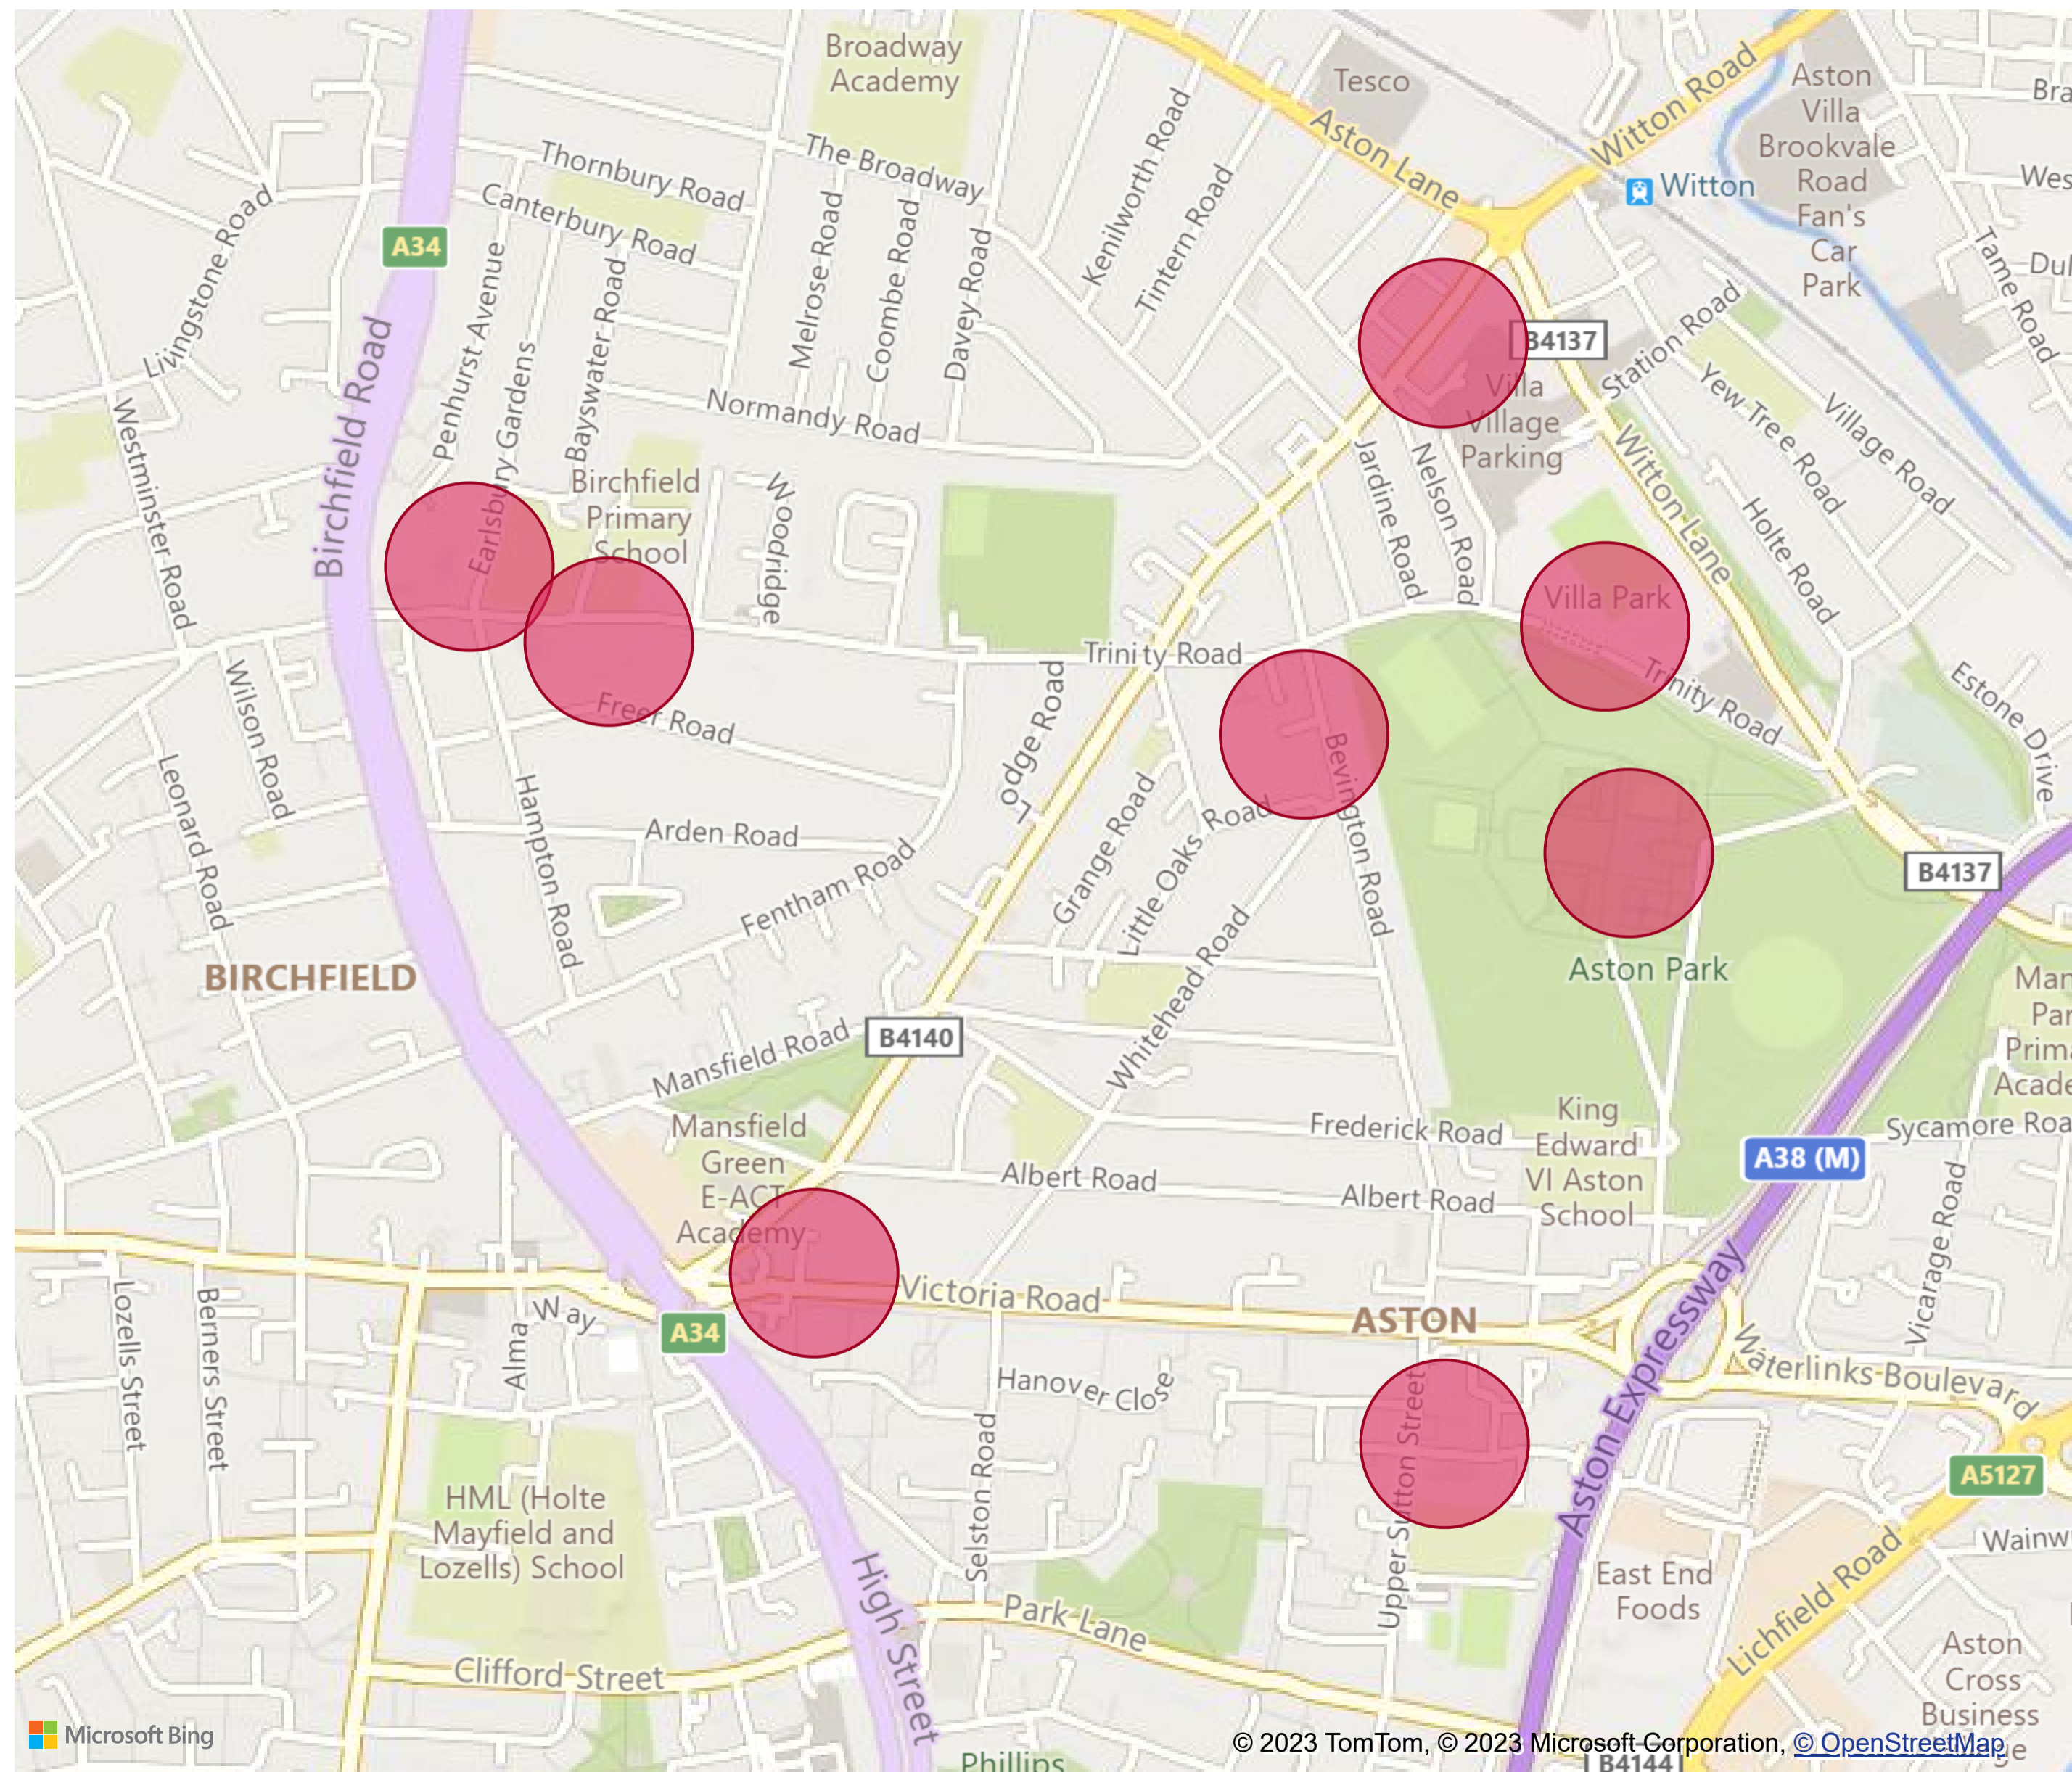 Broadway
Academy
Tesco
Aston
Villa
Brookvale
Road
Fan's
Car
Park
Witton Road
Aston Lane
Witton
Thornbury Road
The Broadway
Canterbury Road
Kenilworth Road
Tintern Road
Livingstone Road
A34
Penhurst Avenue
Melrose Road
Coombe Road
Davey Road
Tame Road
Birchfield Road
Earlsbury Gardens
Bayswater Road
B4137
Station Road
Villa
Village
Parking
Yew Tree Road
Village Road
Westminster Road
Normandy Road
Jardine Road
Nelson Road
Witton Lane
Holte Road
Birchfield
Primary
School
Woodridge
Villa Park
Trinity Road
Trinity Road
Estone Drive
Wilson Road
Freer Road
Lodge Road
Bevington Road
Leonard Road
Hampton Road
Arden Road
Grange Road
Little Oaks Road
Fentham Road
B4137
Whitehead Road
BIRCHFIELD
Aston Park
B4140
Mansfield Road
Mansfield
Green
E-ACT
Academy
Frederick Road
King
Edward
VI Aston
School
Sycamore Roa
A38 (M)
Albert Road
Albert Road
Vicarage Road
Victoria Road
ASTON
Lozells Street
Berners Street
Alma Way
A34
Hanover Close
Waterlinks Boulevard
Aston Expressway
Upper Sutton Street
Selston Road
A5127
HML (Holte
Mayfield and
Lozells) School
High Street
East End
Foods
Lichfield Road
Wainw
Park Lane
Clifford Street
Aston
Cross
Business
Microsoft Bing
© 2023 TomTom, © 2023 Microsoft Corporation, © OpenStreetMap
B4144
Phillips